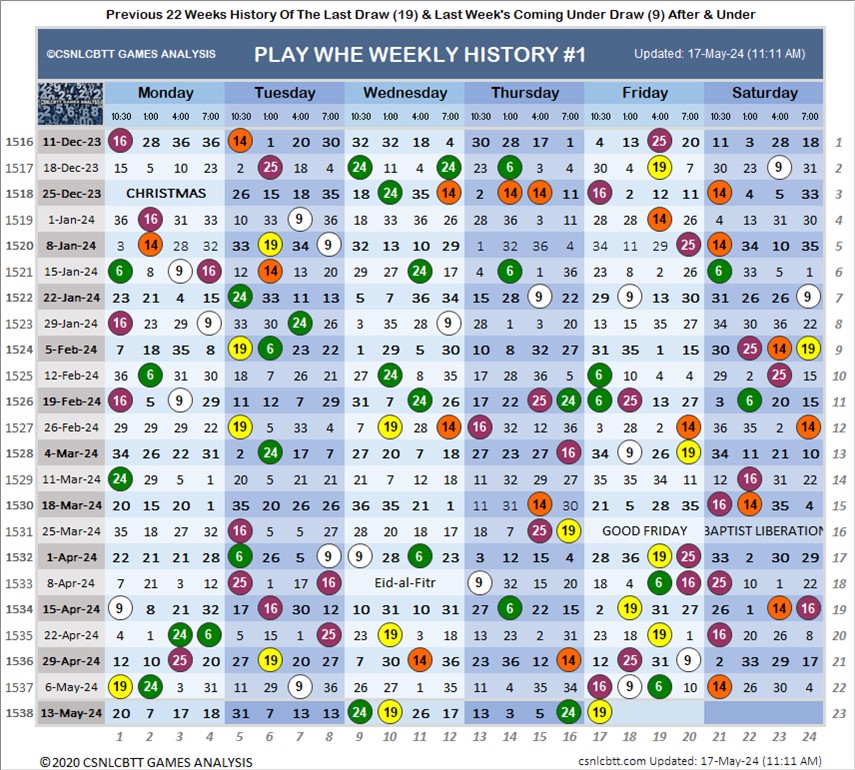 Previous 22 Weeks History Of The Last Draw (19) & Last Week's Coming Under Draw (9) After & Under
©CSNLCBTT GAMES ANALYSIS PLAY WHE WEEKLY HISTORY #1 Updated: 17-May-24 (11:11 AM)
Monday Tuesday Wednesday Thursday Friday Saturday
CSNLCBTT GAMES ANALYSIS 10:30 1:00 4:00 7:00 10:30 1:00 4:00 7:00 10:30 1:00 4:00 7:00 10:30 1:00 4:00 7:00 10:30 1:00 4:00 7:00 10:30 1:00 4:00 7:00
1516 11-Dec-23 16 28 36 36 14 1 20 30 32 32 18 4 30 28 17 1 4 13 25 20 11 3 28 18 1
1517 18-Dec-23 15 5 10 23 2 25 18 4 24 11 4 24 23 6 3 4 30 4 19 7 30 23 9 31 2
1518 25-Dec-23 CHRISTMAS 26 15 18 35 18 24 35 14 2 14 14 11 16 2 12 11 14 4 5 33 3
1519 1-Jan-24 36 16 31 33 10 33 9 36 18 33 36 26 28 36 3 11 28 28 14 26 4 13 31 30 4
1520 8-Jan-24 3 14 28 32 33 19 34 9 32 13 10 29 1 32 36 4 34 11 29 25 14 34 10 35 5
1521 15-Jan-24 6 8 9 16 12 14 13 20 29 27 24 17 4 6 5 1 23 8 2 26 6 33 5 1 6
1522 22-Jan-24 23 21 4 15 24 33 11 13 5 7 36 34 15 28 9 22 29 9 13 30 31 26 26 9 7
1523 29-Jan-24 16 23 29 9 33 30 24 26 3 35 28 9 28 1 3 20 13 15 35 27 34 30 36 22 8
1524 5-Feb-24 7 18 35 8 19 6 23 22 1 29 5 30 10 8 32 27 31 35 1 15 30 25 14 19 9
1525 12-Feb-24 36 6 13 30 18 7 26 21 27 24 8 35 17 28 36 5 6 10 4 4 29 2 25 15 10
1526 19-Feb-24 16 5 9 29 11 12 7 29 31 7 24 26 17 22 25 24 6 25 13 27 3 6 20 15 11
1527 26-Feb-24 29 29 29 22 19 5 33 4 7 19 28 14 16 32 12 36 3 28 2 14 36 35 2 14 12
1528 4-Mar-24 34 26 22 31 2 24 17 7 27 20 7 18 27 23 27 16 34 9 26 19 34 11 21 10 13
1529 11-Mar-24 24 29 5 1 20 5 21 21 21 7 12 18 11 32 29 27 35 35 34 11 12 16 22 31 14
1530 18-Mar-24 20 15 20 1 35 20 26 26 36 35 21 1 11 31 14 30 21 5 28 35 16 14 35 4 15
1531 25-Mar-24 35 18 27 32 16 5 5 27 28 20 18 17 18 7 25 19 GOOD FRIDAY BAPTIST LIBERATION 16
1532 1-Apr-24 22 21 21 28 6 26 5 9 9 28 6 23 3 12 15 4 28 36 19 25 33 2 30 29 17
1533 8-Apr-24 7 21 3 12 25 1 7 16 Eid-al-Fitr 9 32 15 20 18 4 6 16 25 10 1 22 18
1534 15-Apr-24 9 8 21 32 17 16 30 12 10 31 10 31 27 6 22 15 2 19 31 27 26 1 14 16 19
1535 22-Apr-24 4 1 24 6 5 15 1 25 10 19 3 18 13 23 2 31 23 18 19 1 16 20 26 8 20
1536 29-Apr-24 12 10 25 20 27 19 20 27 7 30 14 36 23 36 12 14 12 25 31 9 2 33 29 17 21
1537 6-May-24 19 24 3 31 11 29 9 36 26 27 1 35 11 4 35 34 16 9 6 10 14 26 30 4 22
1538 13-May-24 20 7 17 18 31 7 13 13 24 19 26 17 13 3 5 24 19 23
1 2 3 4 5 6 7 8 9 10 11 12 13 14 15 16 17 18 19 20 21 22 23 24
©2020 CSNLCBTT GAMES ANALYSIS csnlcbtt.com Updated: 17-May-24 (11:11 AM)